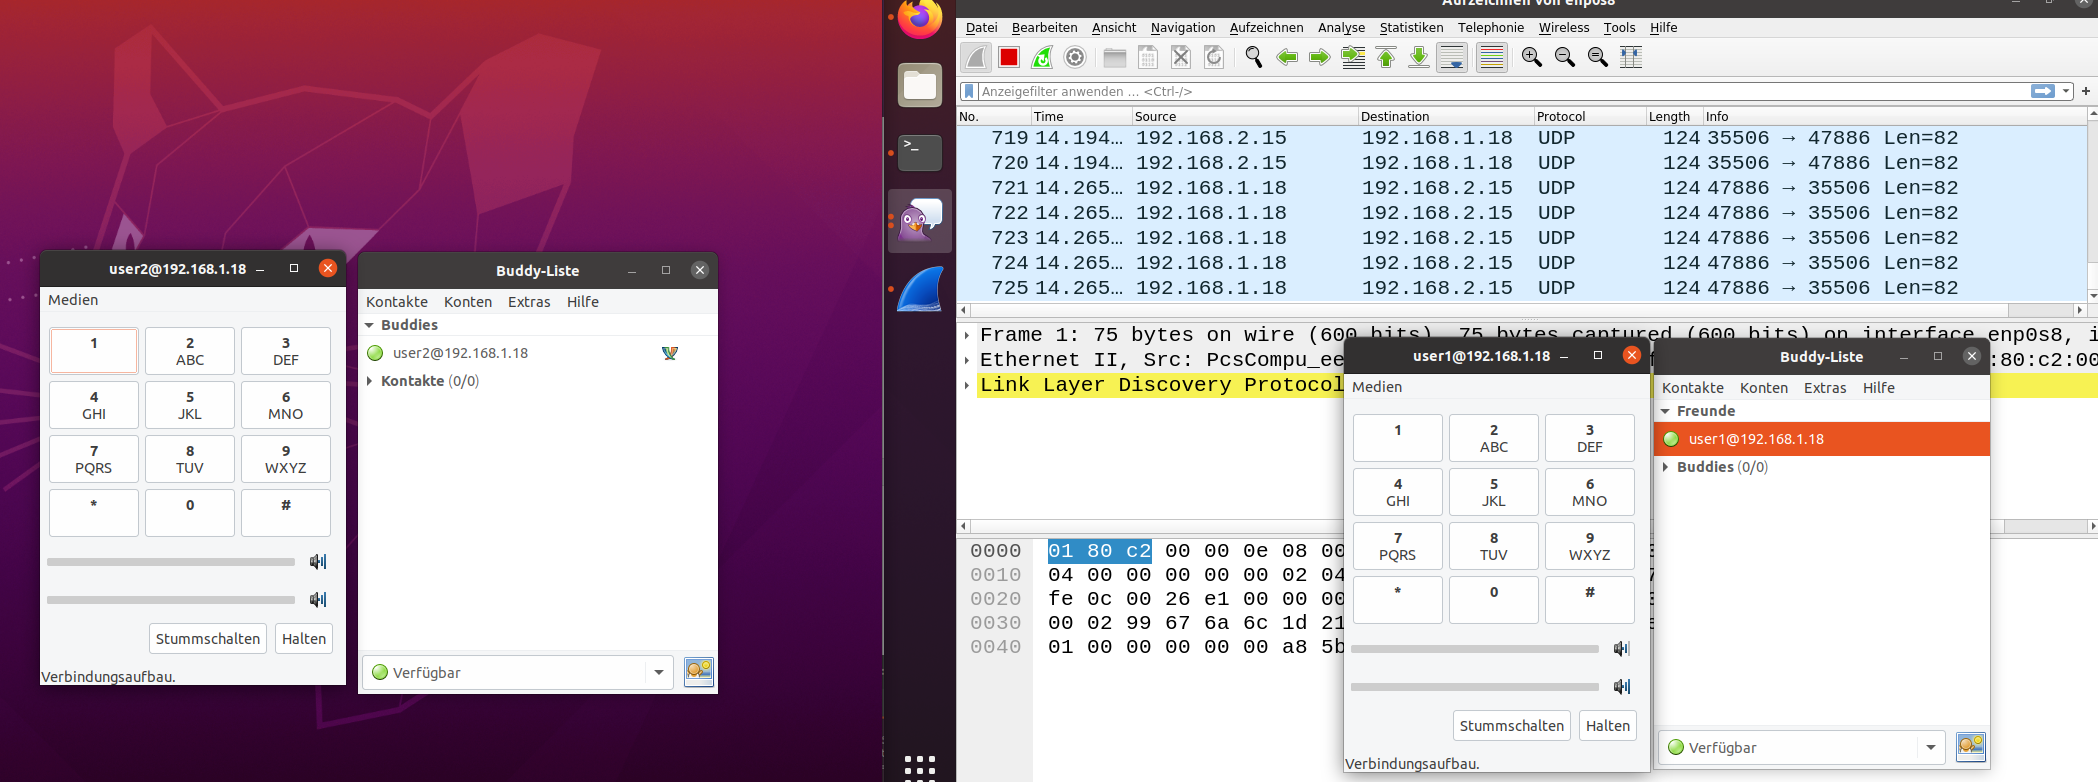 user2@192.168.1.18
Medien
1
2
ABC
3
DEF
4
GHI
5
JKL
6
MNO
7
PQRS
8
TUV
9
WXYZ
*
0
#
Stummschalten
Halten
Verbindungsaufbau.
Buddy-Liste
Kontakte Konten Extras Hilfe
Buddies
user2@192.168.1.18
Kontakte (0/0)
Verfügbar
>_
Aufzeichnen von enp0s8
Datei Bearbeiten Ansicht Navigation Aufzeichnen Analyse Statistiken Telephonie Wireless Tools Hilfe
Anzeigefilter anwenden … <Ctrl-/>
+
No. Time Source Destination Protocol Length Info
719 14.194… 192.168.2.15 192.168.1.18 UDP 124 35506 → 47886 Len=82
720 14.194… 192.168.2.15 192.168.1.18 UDP 124 35506 → 47886 Len=82
721 14.265… 192.168.1.18 192.168.2.15 UDP 124 47886 → 35506 Len=82
722 14.265… 192.168.1.18 192.168.2.15 UDP 124 47886 → 35506 Len=82
723 14.265… 192.168.1.18 192.168.2.15 UDP 124 47886 → 35506 Len=82
724 14.265… 192.168.1.18 192.168.2.15 UDP 124 47886 → 35506 Len=82
725 14.265… 192.168.1.18 192.168.2.15 UDP 124 47886 → 35506 Len=82
Frame 1: 75 bytes on wire (600 bits), 75 bytes captured (600 bits) on interface enp0s8, i
Ethernet II, Src: PcsCompu_ee :80:c2:00
Link Layer Discovery Protocol
0000 01 80 c2 00 00 0e 08 00
0010 04 00 00 00 00 00 02 04
0020 fe 0c 00 26 e1 00 00 00
0030 00 02 99 67 6a 6c 1d 21
0040 01 00 00 00 00 00 a8 5b
user1@192.168.1.18
Medien
1
2
ABC
3
DEF
4
GHI
5
JKL
6
MNO
7
PQRS
8
TUV
9
WXYZ
*
0
#
Stummschalten
Halten
Verbindungsaufbau.
Buddy-Liste
Kontakte Konten Extras Hilfe
Freunde
user1@192.168.1.18
Buddies (0/0)
Verfügbar